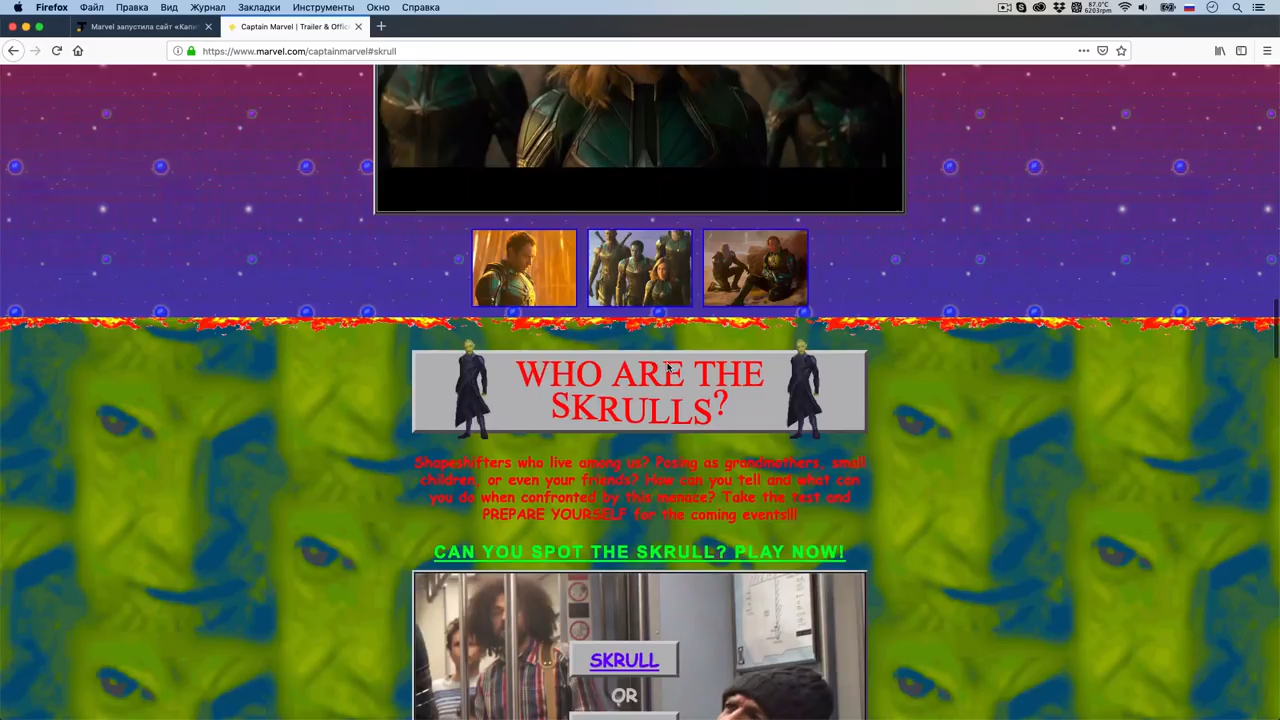 Firefox Файл Правка Вид Журнал Закладки Инструменты Окно Справка
87.0°C
6203rpm
Marvel запустила сайт «Капи
Captain Marvel | Trailer & Offic
https://www.marvel.com/captainmarvel#skrull
WHO ARE THE
SKRULLS?
Shapeshifters who live among us? Posing as grandmothers, small
children, or even your friends? How can you tell and what can
you do when confronted by this menace? Take the test and
PREPARE YOURSELF for the coming events!!!
CAN YOU SPOT THE SKRULL? PLAY NOW!
SKRULL
OR